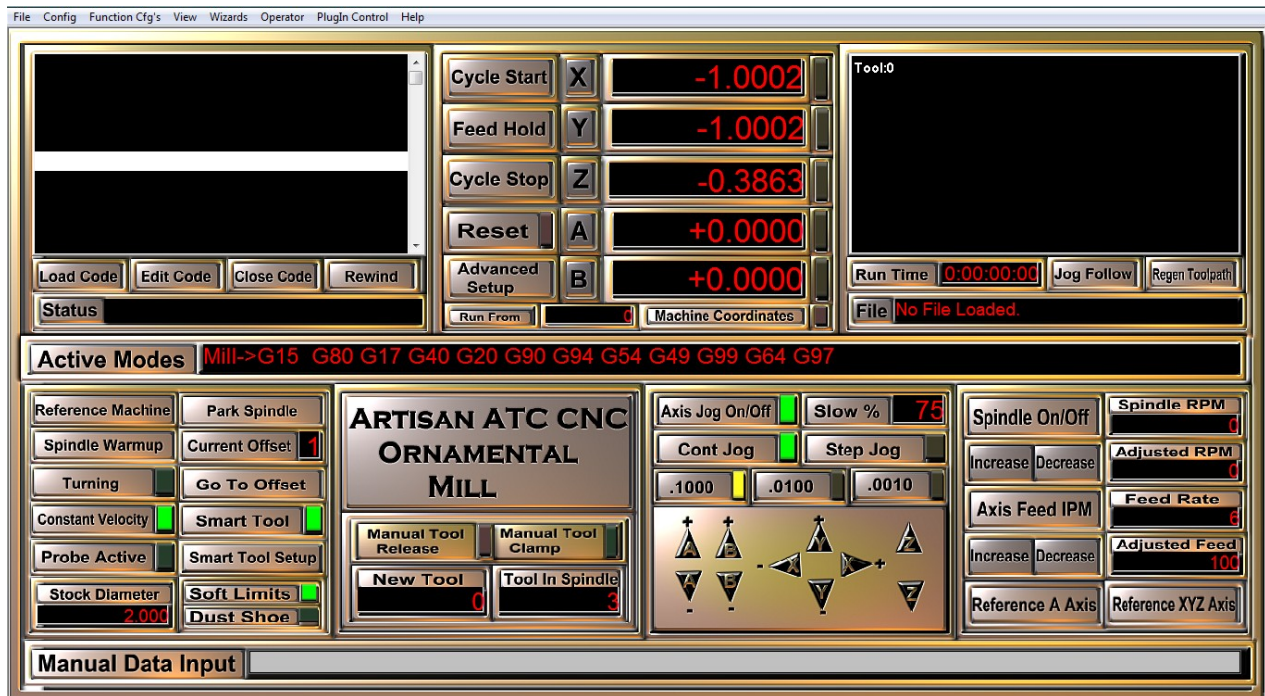 File Config Function Cfg's View Wizards Operator PlugIn Control Help
Load Code Edit Code Close Code Rewind
Status
Cycle Start X -1.0002
Feed Hold Y -1.0002
Cycle Stop Z -0.3863
Reset A +0.0000
Advanced
Setup B +0.0000
Run From 0 Machine Coordinates
Tool:0
Run Time 0:00:00:00 Jog Follow Regen Toolpath
File No File Loaded.
Active Modes Mill->G15 G80 G17 G40 G20 G90 G94 G54 G49 G99 G64 G97
Reference Machine Park Spindle
Spindle Warmup Current Offset 1
Turning Go To Offset
Constant Velocity Smart Tool
Probe Active Smart Tool Setup
Stock Diameter Soft Limits
2.000 Dust Shoe
ARTISAN ATC CNC
ORNAMENTAL
MILL
Manual Tool Manual Tool
Release Clamp
New Tool Tool In Spindle
0 3
Axis Jog On/Off Slow % 75
Cont Jog Step Jog
.1000 .0100 .0010
+ + +
A B Y Z
- X X +
A B Y Z
- - -
Spindle On/Off Spindle RPM
0
Increase Decrease Adjusted RPM
0
Axis Feed IPM Feed Rate
6
Increase Decrease Adjusted Feed
100
Reference A Axis Reference XYZ Axis
Manual Data Input